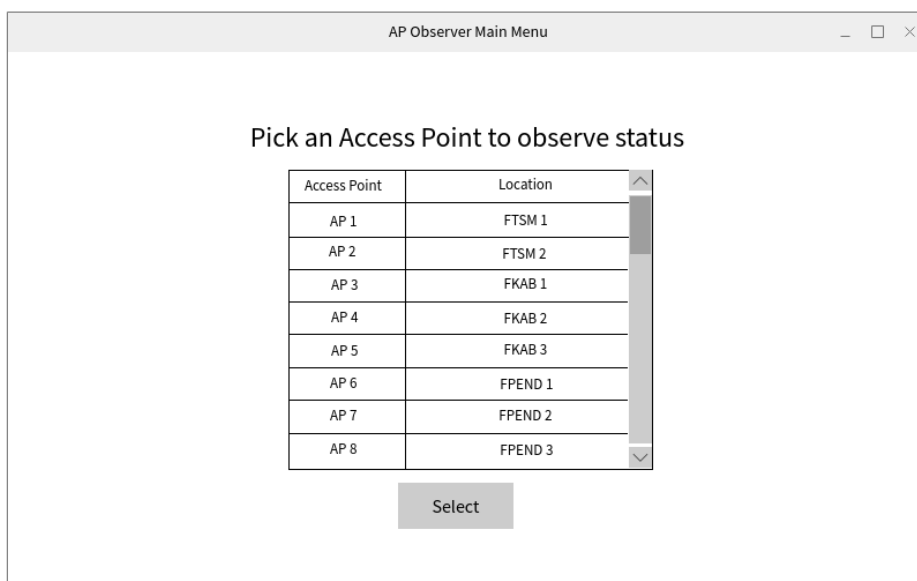 AP Observer Main Menu
Pick an Access Point to observe status
Access Point Location
AP 1 FTSM 1
AP 2 FTSM 2
AP 3 FKAB 1
AP 4 FKAB 2
AP 5 FKAB 3
AP 6 FPEND 1
AP 7 FPEND 2
AP 8 FPEND 3
Select